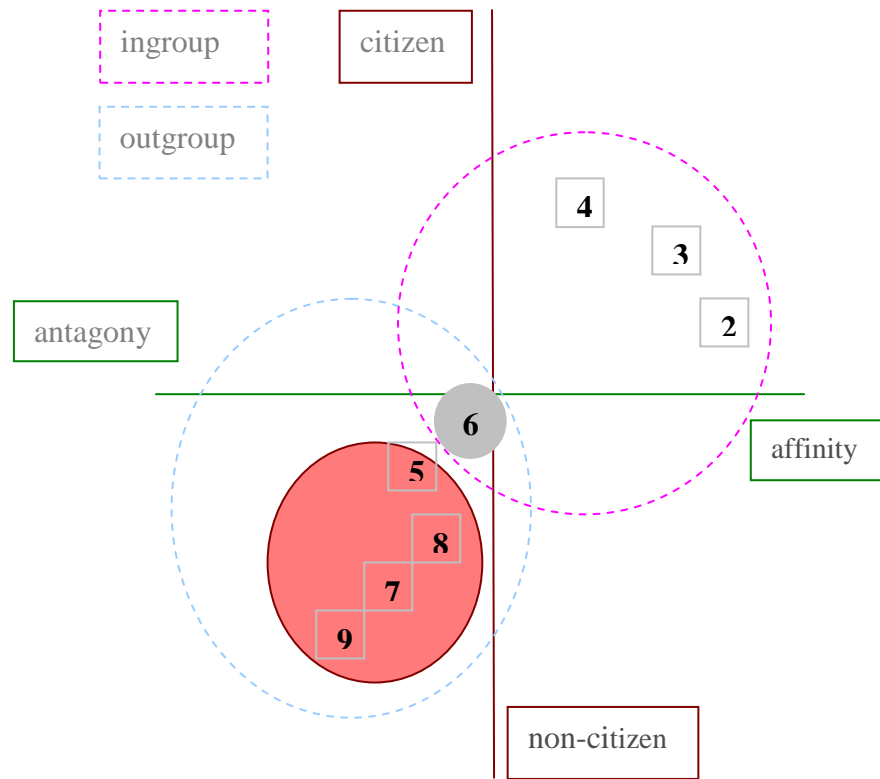 ingroup
citizen
outgroup
4
3
2
antagony
6
affinity
5
8
7
9
non-citizen